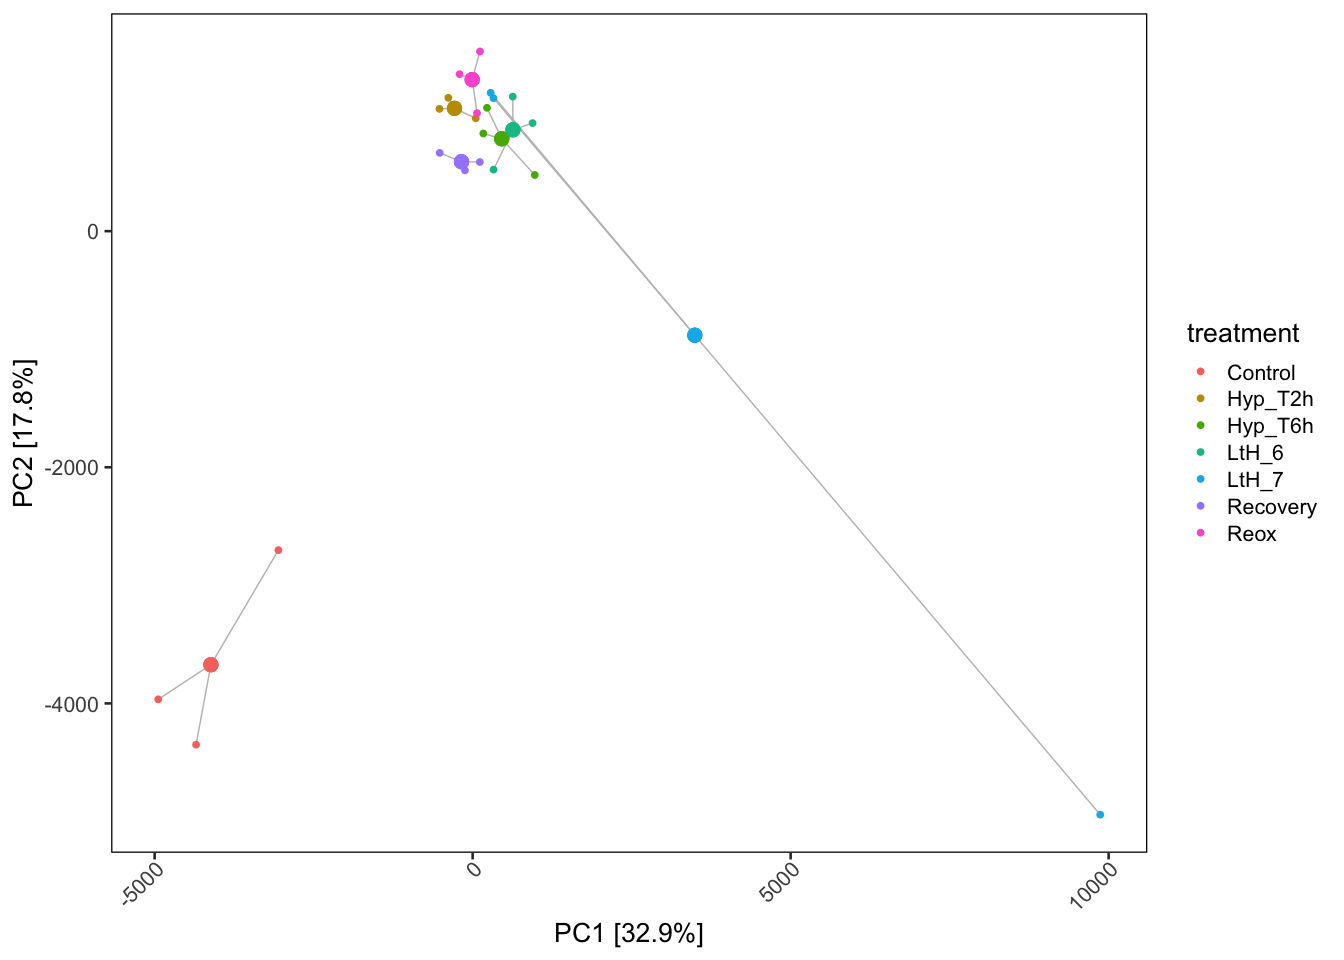 0
-2000
-4000
PC2 [17.8%]
-5000
0
5000
10000
PC1 [32.9%]
treatment
Control
Hyp_T2h
Hyp_T6h
LtH_6
LtH_7
Recovery
Reox